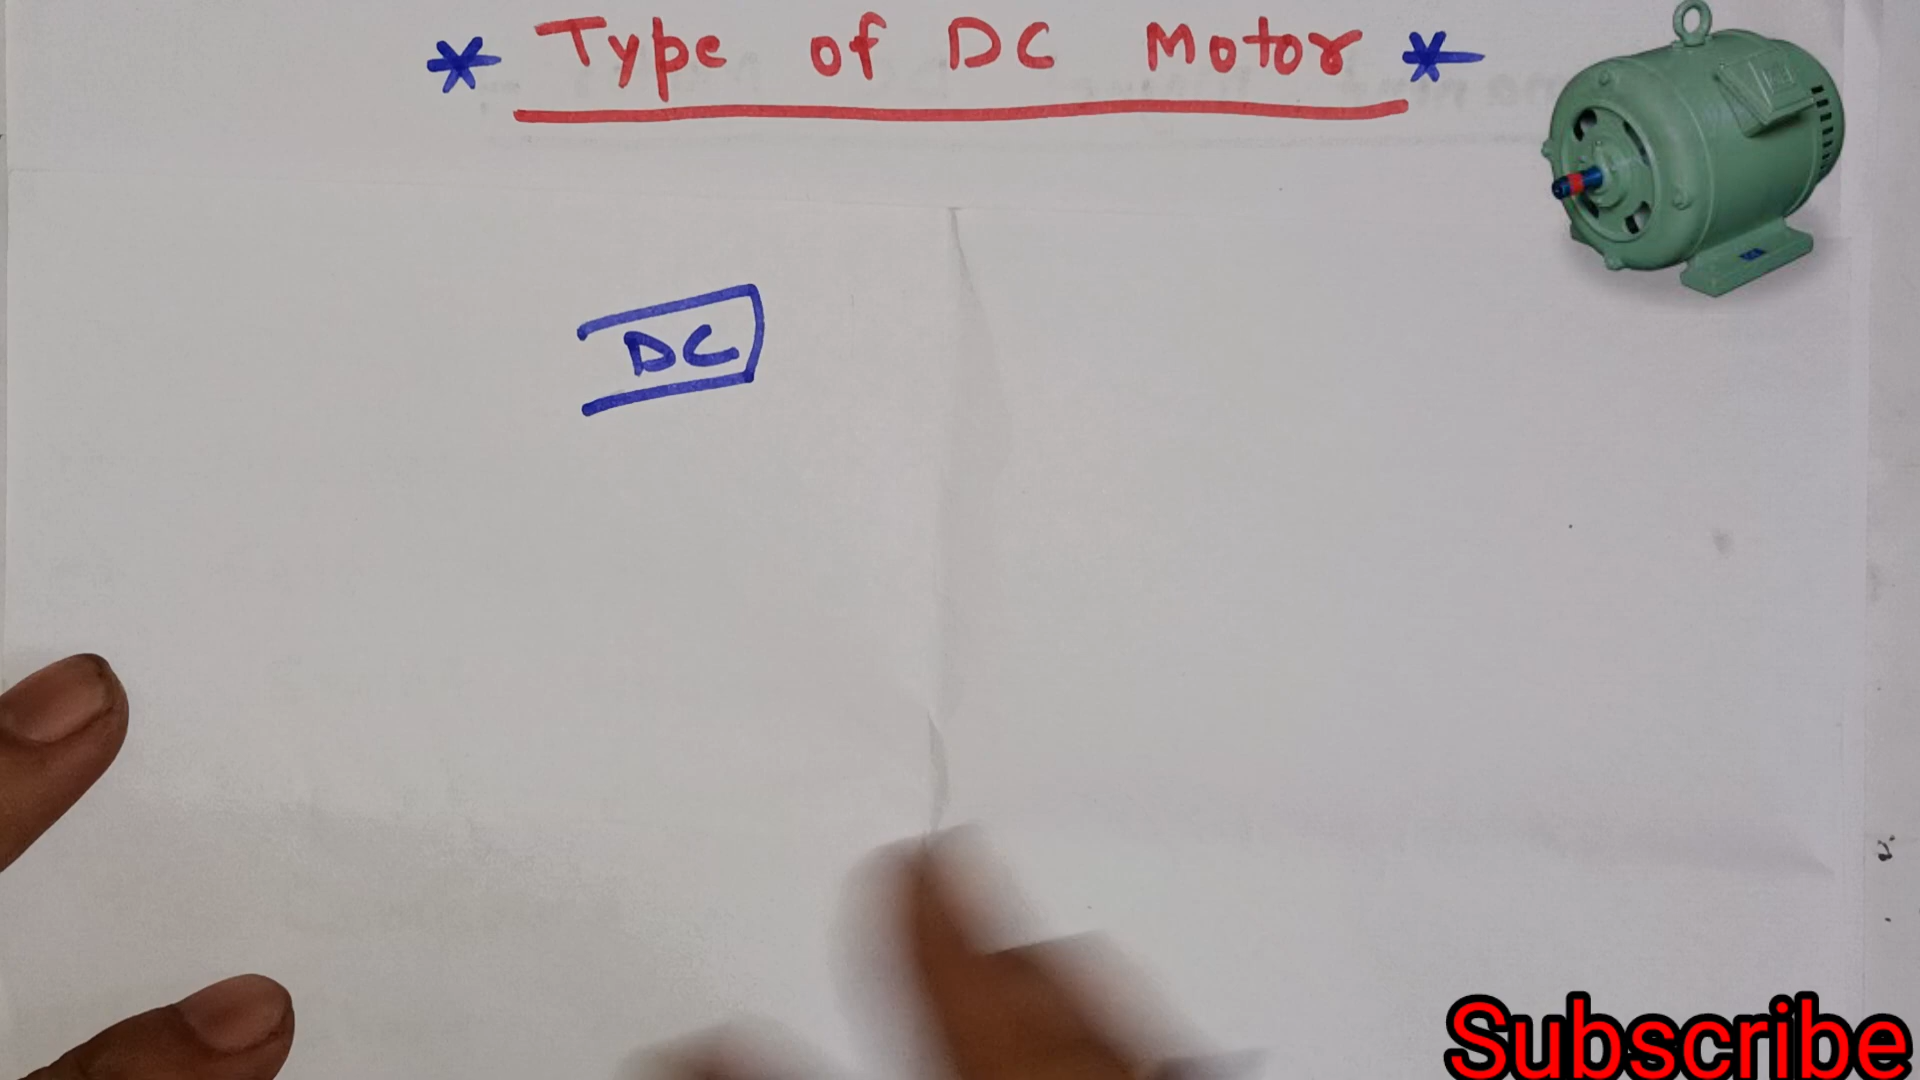 * Type of DC Motor *
DC
Subscribe